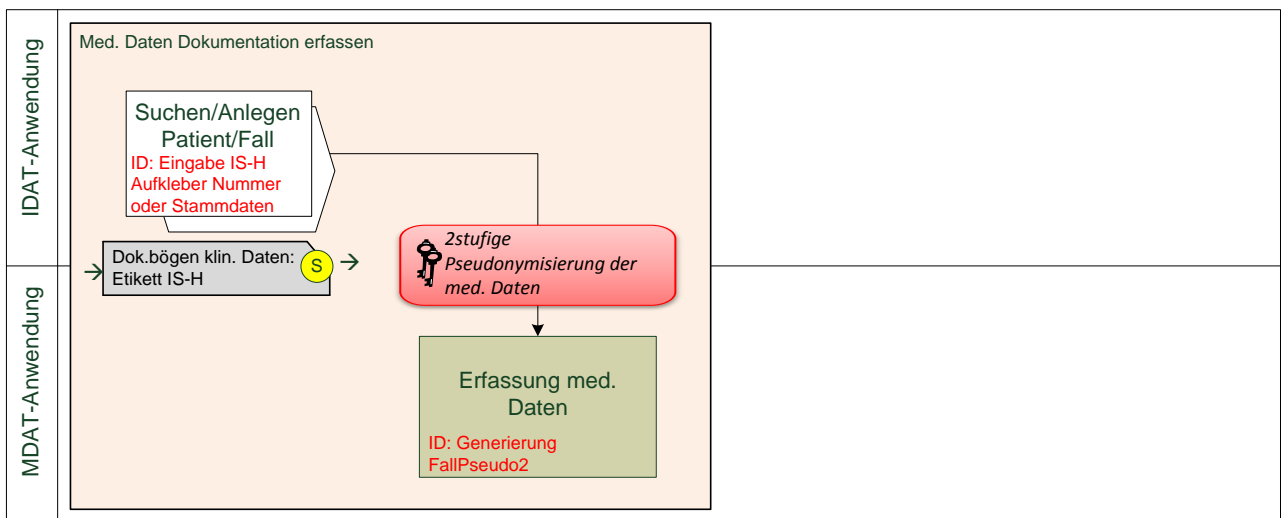 IDAT-Anwendung
Med. Daten Dokumentation erfassen
Suchen/Anlegen
Patient/Fall
ID: Eingabe IS-H
Aufkleber Nummer
oder Stammdaten
→
Dok.bögen klin. Daten:
Etikett IS-H
S
→
2stufige
Pseudonymisierung der
med. Daten
MDAT-Anwendung
Erfassung med.
Daten
ID: Generierung
FallPseudo2